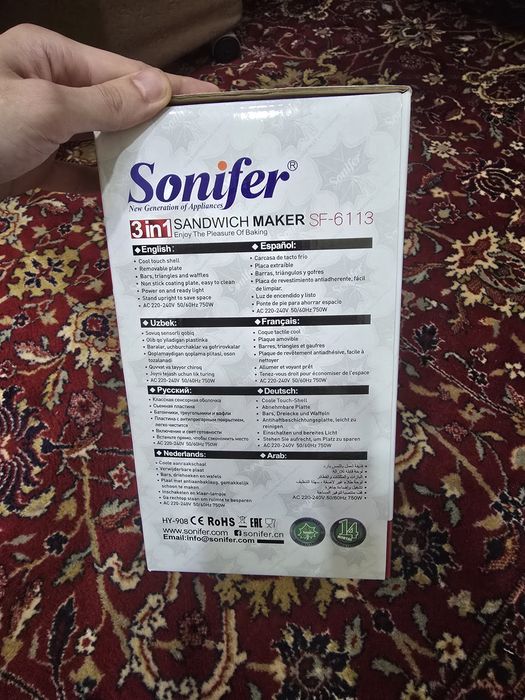 Sonifer®
New Generation of Appliances
3in1 SANDWICH MAKER SF-6113
Enjoy The Pleasure Of Baking
◆English:
• Cool touch shell
• Removable plate
• Bars, triangles and waffles
• Non stick coating plate, easy to clean
• Power on and ready light
• Stand upright to save space
• AC 220-240V 50/60Hz 750W
◆Español:
• Carcasa de tacto frio
• Placa extraíble
• Barras, triángulos y gofres
• Placa de revestimiento antiadherente, fácil
de limpiar.
• Luz de encendido y listo
• Ponte de pie para ahorrar espacio
• AC 220-240V 50/60Hz 750W
◆Uzbek:
• Sovuq sensorli qobiq
• Olib qo'yiladigan plastinka
• Baralar, uchburchaklar va gofrirovkalar
• Qoplamaydigan qoplama plitasi, oson
tozalanadi
• Quvvat va tayyor chiroq
• Joyni tejash uchun tik turing
• AC 220-240V 50/60Hz 750W
◆Français:
• Coque tactile cool
• Plaque amovible
• Barres, triangles et gaufres
• Plaque de revêtement antiadhésive, facile à
nettoyer
• Allumer et voyant prêt
• Tenez-vous droit pour économiser de l'espace
• AC 220-240V 50/60Hz 750W
◆Русский:
• Классная сенсорная оболочка
• Съемная пластина
• Батончики, треугольники и вафли
• Пластина с антипригарным покрытием,
легко чистится
• Включение и свет готовности
• Встаньте прямо, чтобы сэкономить место
• AC 220-240V 50/60Hz 750W
◆Deutsch:
• Coole Touch-Shell
• Abnehmbare Platte
• Bars, Dreiecke und Waffeln
• Antihaftbeschichtungsplatte, leicht zu
reinigen
• Einschalten und bereites Licht
• Stehen Sie aufrecht, um Platz zu sparen
• AC 220-240V 50/60Hz 750W
◆Nederlands:
• Coole aanraakschaal
• Verwijderbare plaat
• Bars, driehoeken en wafels
• Plaat met antiaanbaklaag, gemakkelijk
schoon te maken
• Inschakelen en klaar-lampje
• Ga rechtop staan om ruimte te besparen
• AC 220-240V 50/60Hz 750W
◆Arab:
AC 220-240V 50/60Hz 750W
HY-908 CE RoHS EAC
www.sonifer.com sonifer.cn
Email:info@sonifer.com
14
Sonifer